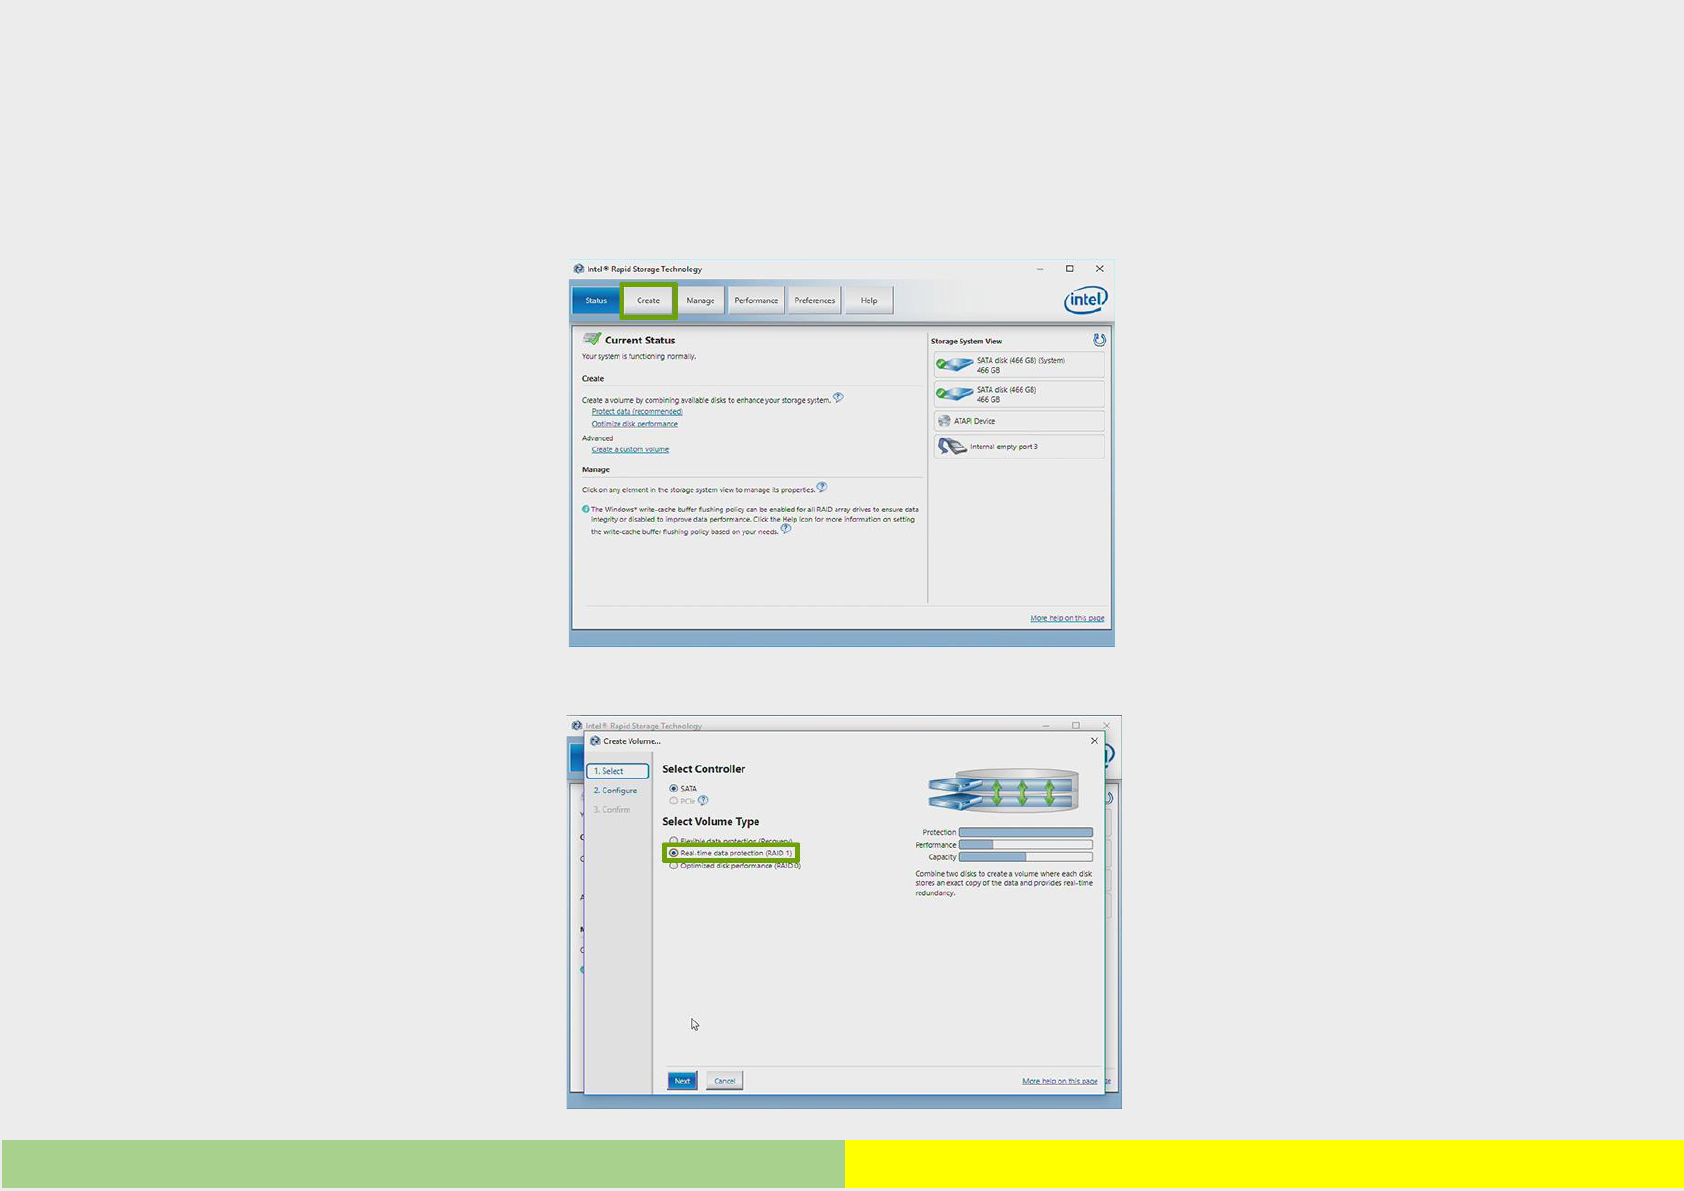 Intel® Rapid Storage Technology
Status
Create
Manage
Performance
Preferences
Help
intel
Current Status
Your system is functioning normally.
Create
Create a volume by combining available disks to enhance your storage system.
Protect data (recommended)
Optimize disk performance
Advanced
Create a custom volume
Manage
Click on any element in the storage system view to manage its properties.
The Windows* write-cache buffer flushing policy can be enabled for all RAID array drives to ensure data
integrity or disabled to improve data performance. Click the Help icon for more information on setting
the write-cache buffer flushing policy based on your needs.
Storage System View
SATA disk (466 GB) (System)
466 GB
SATA disk (466 GB)
466 GB
ATAPI Device
Internal empty port 3
More help on this page
Intel® Rapid Storage Technology
Create Volume...
1. Select
2. Configure
3. Confirm
Select Controller
SATA
PCIe
Select Volume Type
Flexible data protection (Recovery)
Real-time data protection (RAID 1)
Optimized disk performance (RAID 0)
Protection
Performance
Capacity
Combine two disks to create a volume where each disk
stores an exact copy of the data and provides real-time
redundancy.
Next
Cancel
More help on this page